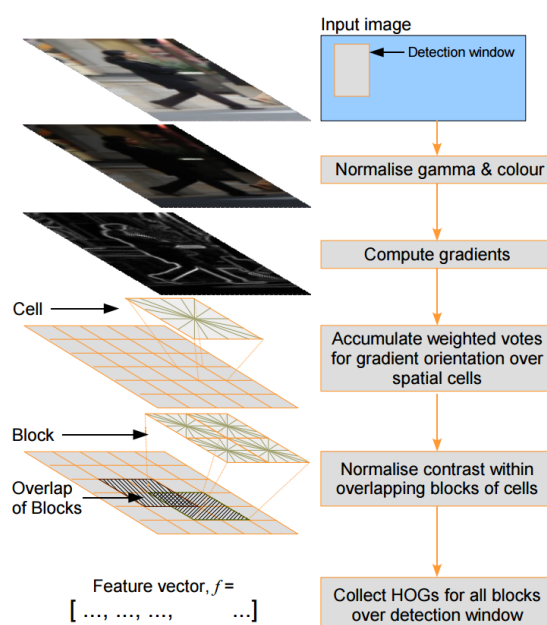 Input image
Detection window
Normalise gamma & colour
Compute gradients
Cell
Accumulate weighted votes
for gradient orientation over
spatial cells
Block
Overlap
of Blocks
Normalise contrast within
overlapping blocks of cells
Feature vector, f =
[ ..., ..., ..., ...]
Collect HOGs for all blocks
over detection window